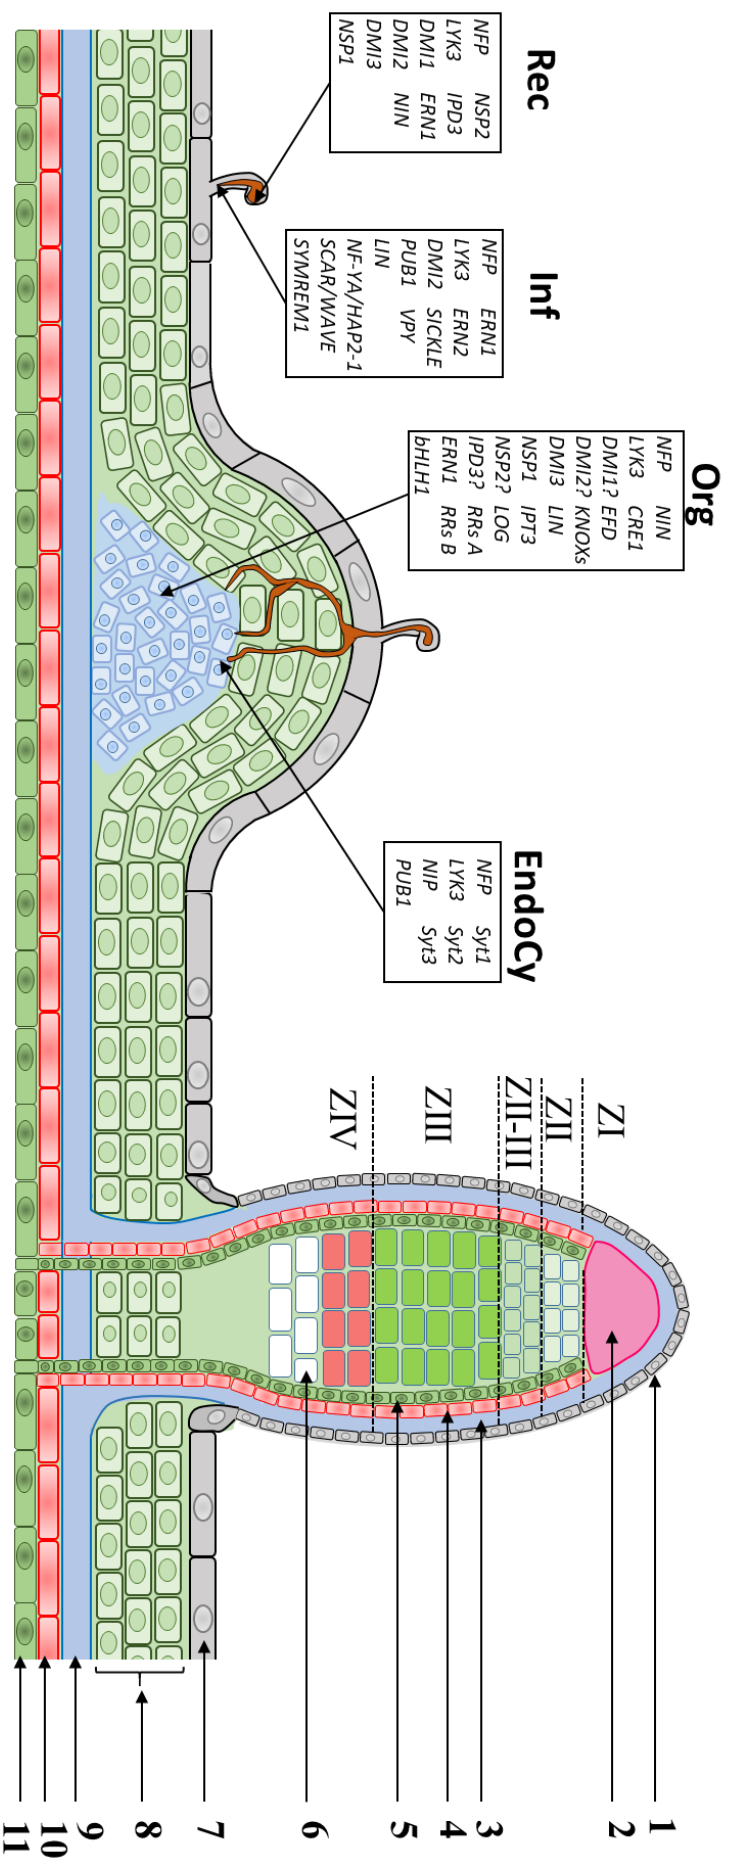 Rec
NFP NSP2
LYK3 IPD3
DMI1 ERN1
DMI2 NIN
DMI3
NSP1
Inf
NFP ERN1
LYK3 ERN2
DMI2 SICKLE
PUB1 VPY
LIN
NF-YA/HAP2-1
SCAR/WAVE
SYMREM1
Org
NFP NIN
LYK3 CRE1
DMI1? EFD
DMI2? KNOXs
DMI3 LIN
NSP1 IPT3
NSP2? LOG
IPD3? RRs A
ERN1 RRs B
bHLH1
EndoCy
NFP Syt1
LYK3 Syt2
NIP Syt3
PUB1
ZI
ZII
ZII-III
ZIII
ZIV
1
2
3
4
5
6
7
8
9
10
11